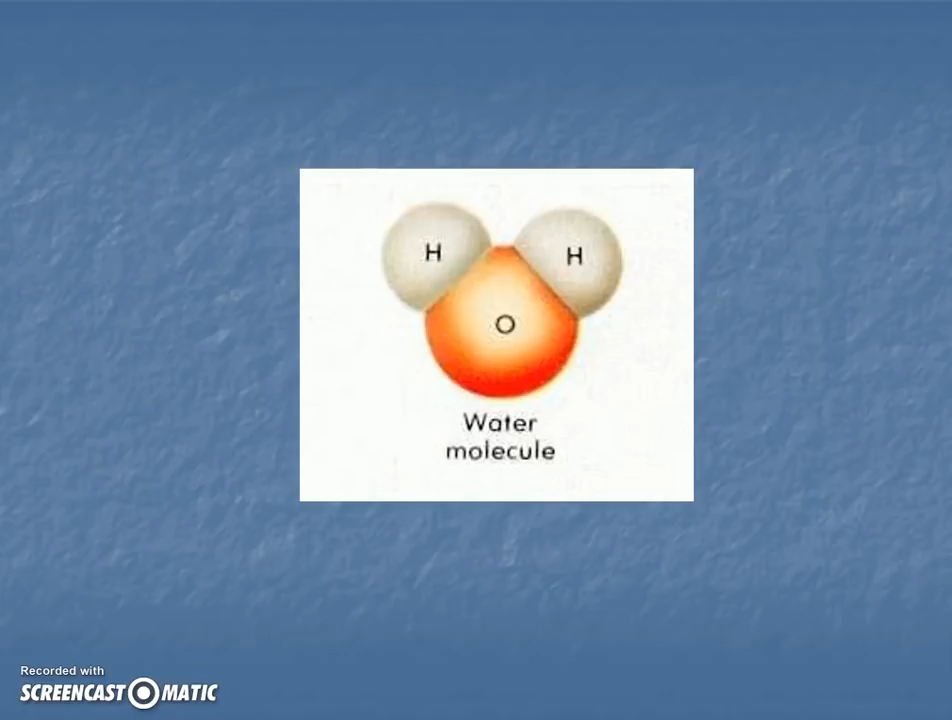 H H
O
Water
molecule
Recorded with
SCREENCAST MATIC